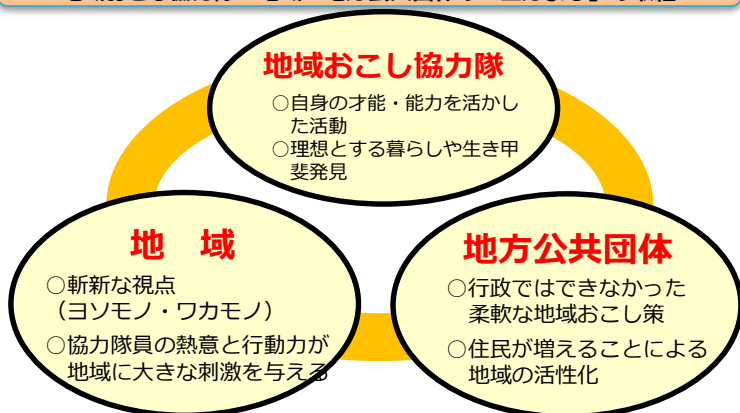 地域おこし協力隊
○自身の才能・能力を活かし
た活動
○理想とする暮らしや生き甲
斐発見
地　域
○斬新な視点
（ヨソモノ・ワカモノ）
○協力隊員の熱意と行動力が
地域に大きな刺激を与える
地方公共団体
○行政ではできなかった
柔軟な地域おこし策
○住民が増えることによる
地域の活性化